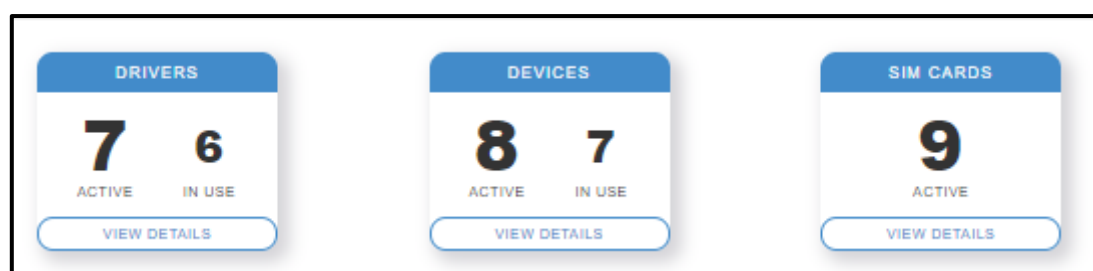 DRIVERS
7 6
ACTIVE IN USE
VIEW DETAILS
DEVICES
8 7
ACTIVE IN USE
VIEW DETAILS
SIM CARDS
9
ACTIVE
VIEW DETAILS